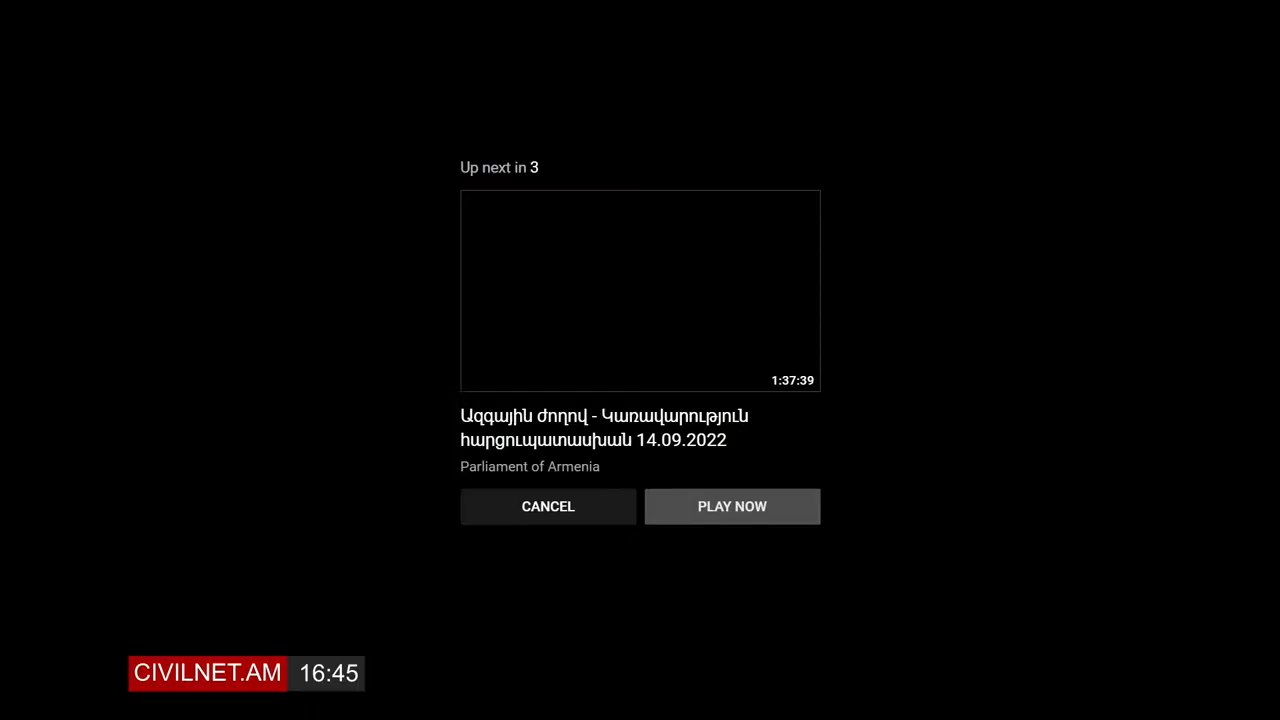 Up next in 3
1:37:39
Ազգային ժողով - Կառավարություն
հարցուպատասխան 14.09.2022
Parliament of Armenia
CANCEL
PLAY NOW
CIVILNET.AM 16:45